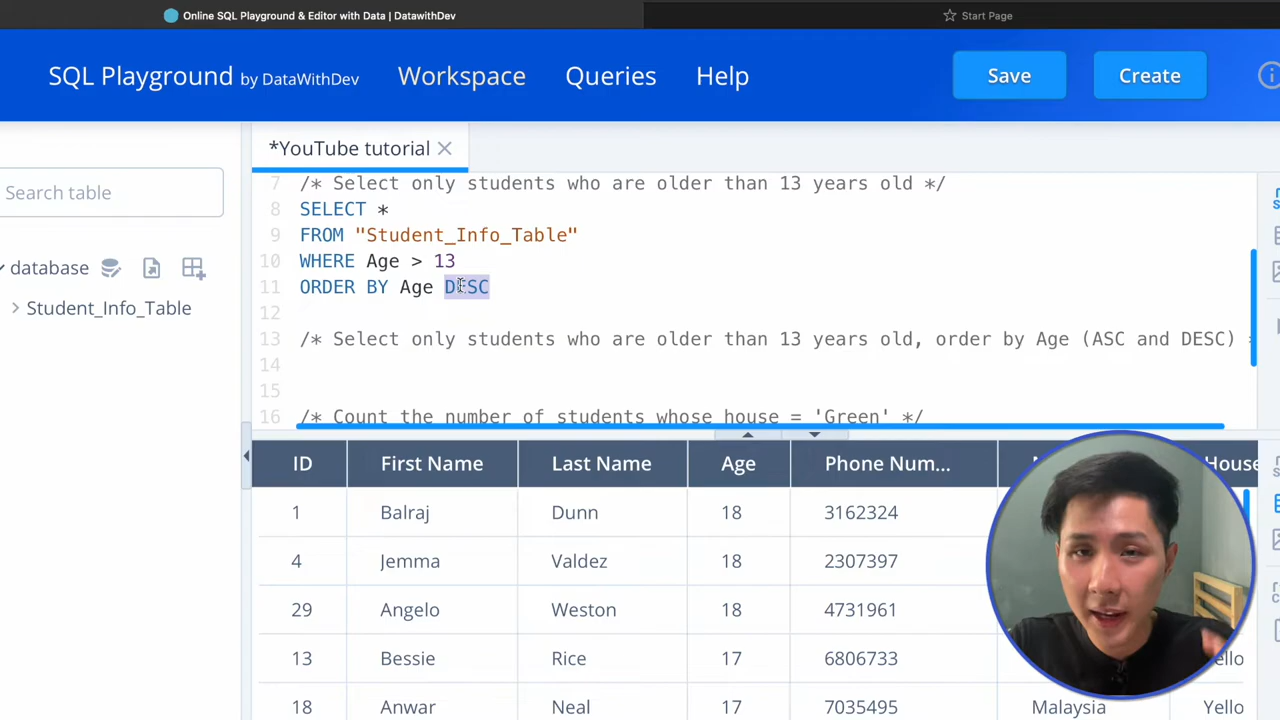 Online SQL Playground & Editor with Data | DatawithDev
Start Page
SQL Playground by DataWithDev
Workspace
Queries
Help
Save
Create
*YouTube tutorial
Search table
database
Student_Info_Table
7 /* Select only students who are older than 13 years old */
8 SELECT *
9 FROM "Student_Info_Table"
10 WHERE Age > 13
11 ORDER BY Age DESC
12
13 /* Select only students who are older than 13 years old, order by Age (ASC and DESC)
14
15
16 /* Count the number of students whose house = 'Green' */
ID First Name Last Name Age Phone Num... House
1 Balraj Dunn 18 3162324
4 Jemma Valdez 18 2307397
29 Angelo Weston 18 4731961
13 Bessie Rice 17 6806733
18 Anwar Neal 17 7035495 Malaysia Yello